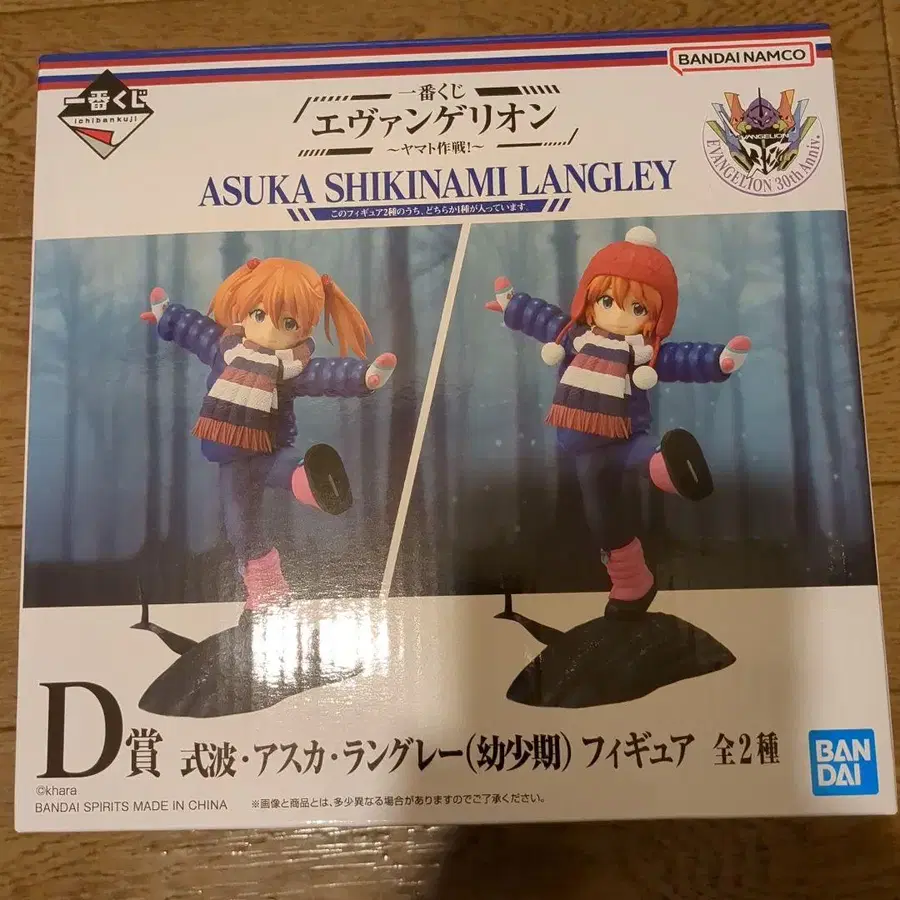 BANDAI NAMCO
一番くじ
ichibankuji
一番くじ
エヴァンゲリオン
~ヤマト作戦!~
EVANGELION
EVANGELION 30th Anniv.
ASUKA SHIKINAMI LANGLEY
このフィギュア2種のうち、どちらか1種が入っています。
D賞
式波・アスカ・ラングレー(幼少期) フィギュア 全2種
BAN
DAI
©khara
BANDAI SPIRITS MADE IN CHINA
※画像と商品とは、多少異なる場合がありますのでご了承ください。